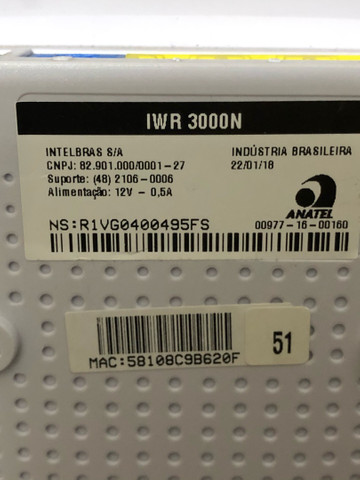 IWR 3000N
INTELBRAS S/A INDÚSTRIA BRASILEIRA
CNPJ: 82.901.000/0001-27 22/01/18
Suporte: (48) 2106-0006
Alimentação: 12V - 0,5A
ANATEL
NS:R1VG0400495FS 00977-16-00160
51
MAC:58108C9B620F